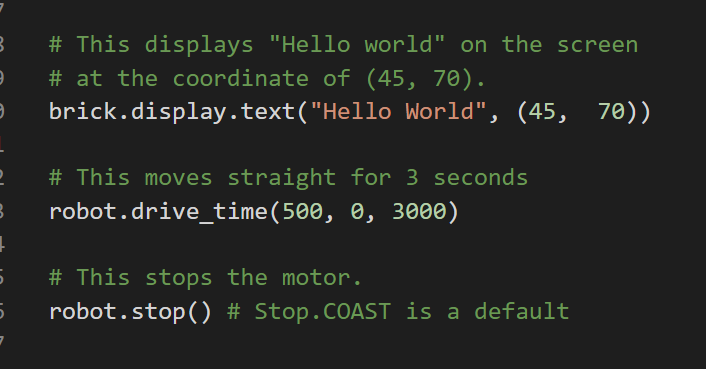 # This displays "Hello world" on the screen
# at the coordinate of (45, 70).
brick.display.text("Hello World", (45,  70))
# This moves straight for 3 seconds
robot.drive_time(500, 0, 3000)
# This stops the motor.
robot.stop() # Stop.COAST is a default